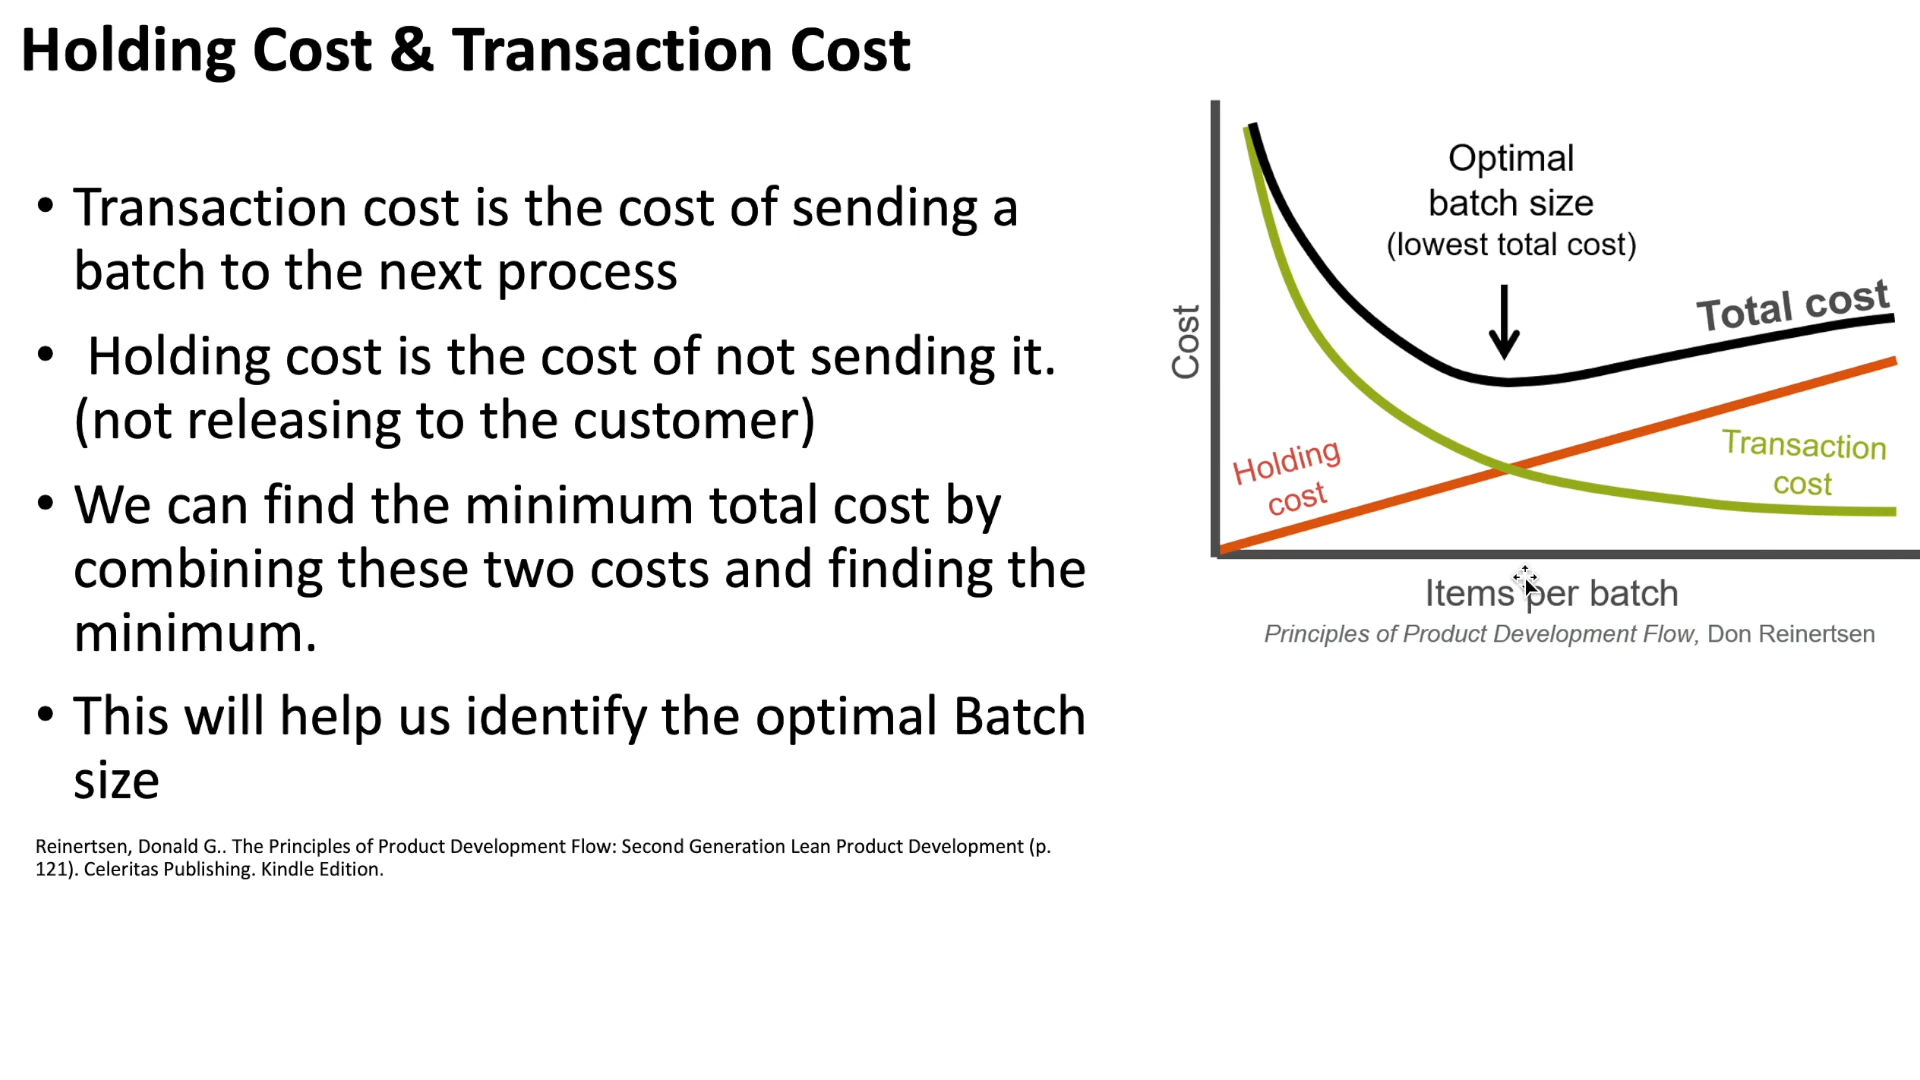 Holding Cost & Transaction Cost
• Transaction cost is the cost of sending a
batch to the next process
• Holding cost is the cost of not sending it.
(not releasing to the customer)
• We can find the minimum total cost by
combining these two costs and finding the
minimum.
• This will help us identify the optimal Batch
size
Reinertsen, Donald G.. The Principles of Product Development Flow: Second Generation Lean Product Development (p.
121). Celeritas Publishing. Kindle Edition.
Optimal
batch size
(lowest total cost)
Total cost
Cost
Holding
cost
Transaction
cost
Items per batch
Principles of Product Development Flow, Don Reinertsen